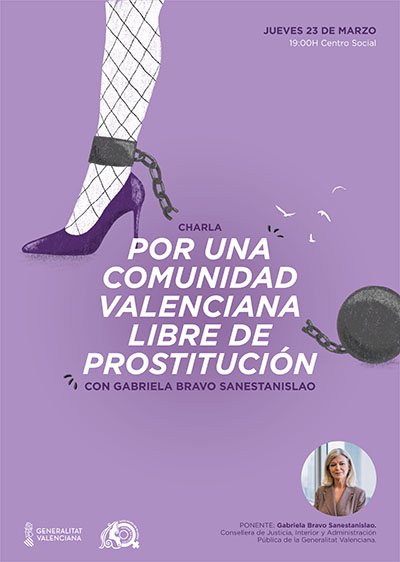 JUEVES 23 DE MARZO
19:00H Centro Social
CHARLA
POR UNA
COMUNIDAD
VALENCIANA
LIBRE DE
PROSTITUCIÓN
CON GABRIELA BRAVO SANESTANISLAO
PONENTE: Gabriela Bravo Sanestanislao.
Consellera de Justicia, Interior y Administración
Pública de la Generalitat Valenciana.
GENERALITAT
VALENCIANA